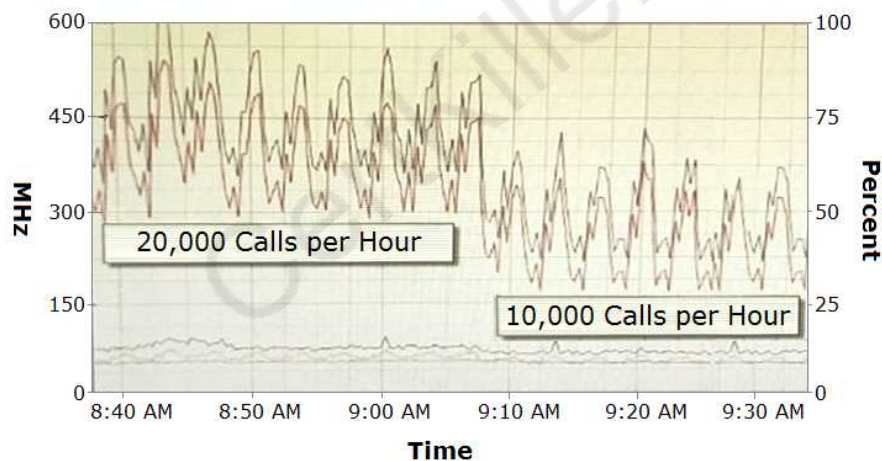 600
450
300
150
0
MHz
100
75
50
25
0
Percent
20,000 Calls per Hour
10,000 Calls per Hour
8:40 AM 8:50 AM 9:00 AM 9:10 AM 9:20 AM 9:30 AM
Time